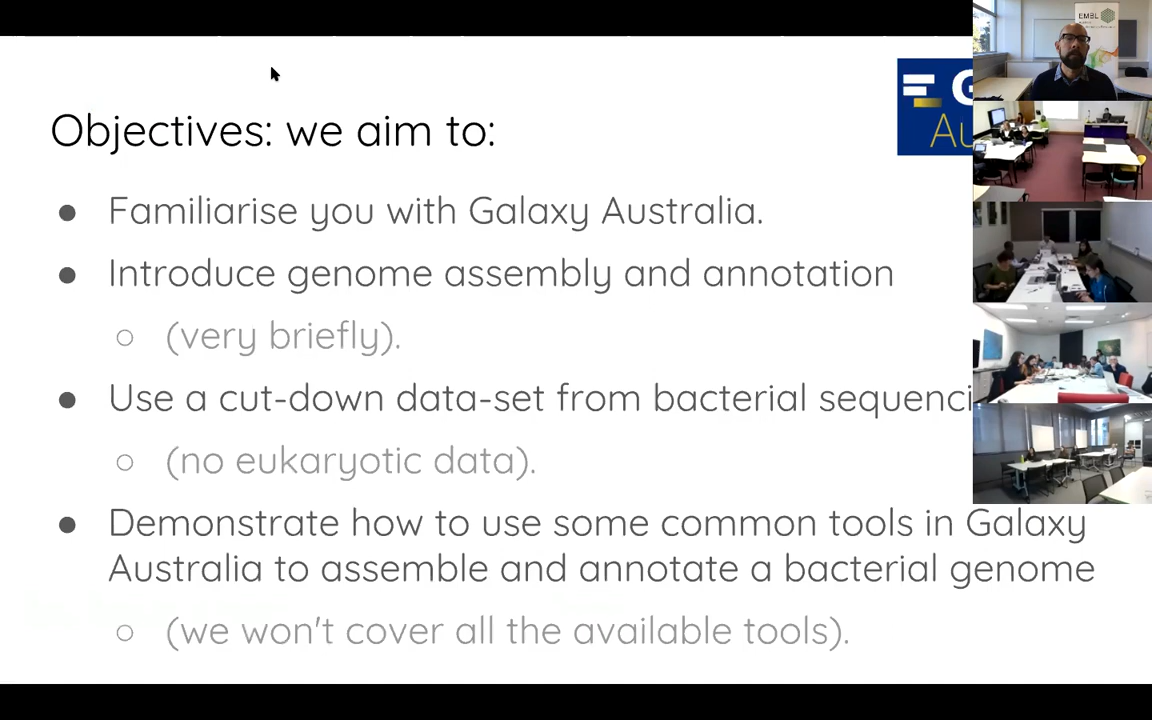 EMBL
G
Au
Objectives: we aim to:
● Familiarise you with Galaxy Australia.
● Introduce genome assembly and annotation
○ (very briefly).
● Use a cut-down data-set from bacterial sequenci
○ (no eukaryotic data).
● Demonstrate how to use some common tools in Galaxy
Australia to assemble and annotate a bacterial genome
○ (we won't cover all the available tools).